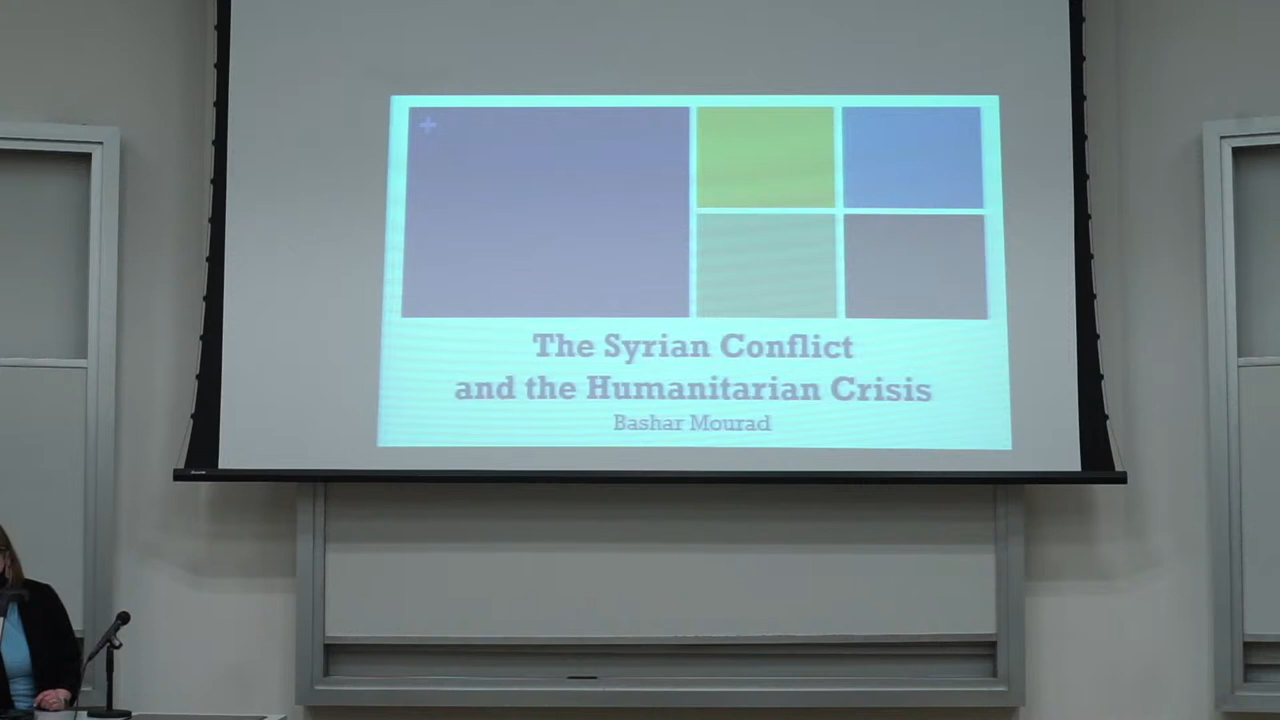 +
The Syrian Conflict
and the Humanitarian Crisis
Bashar Mourad